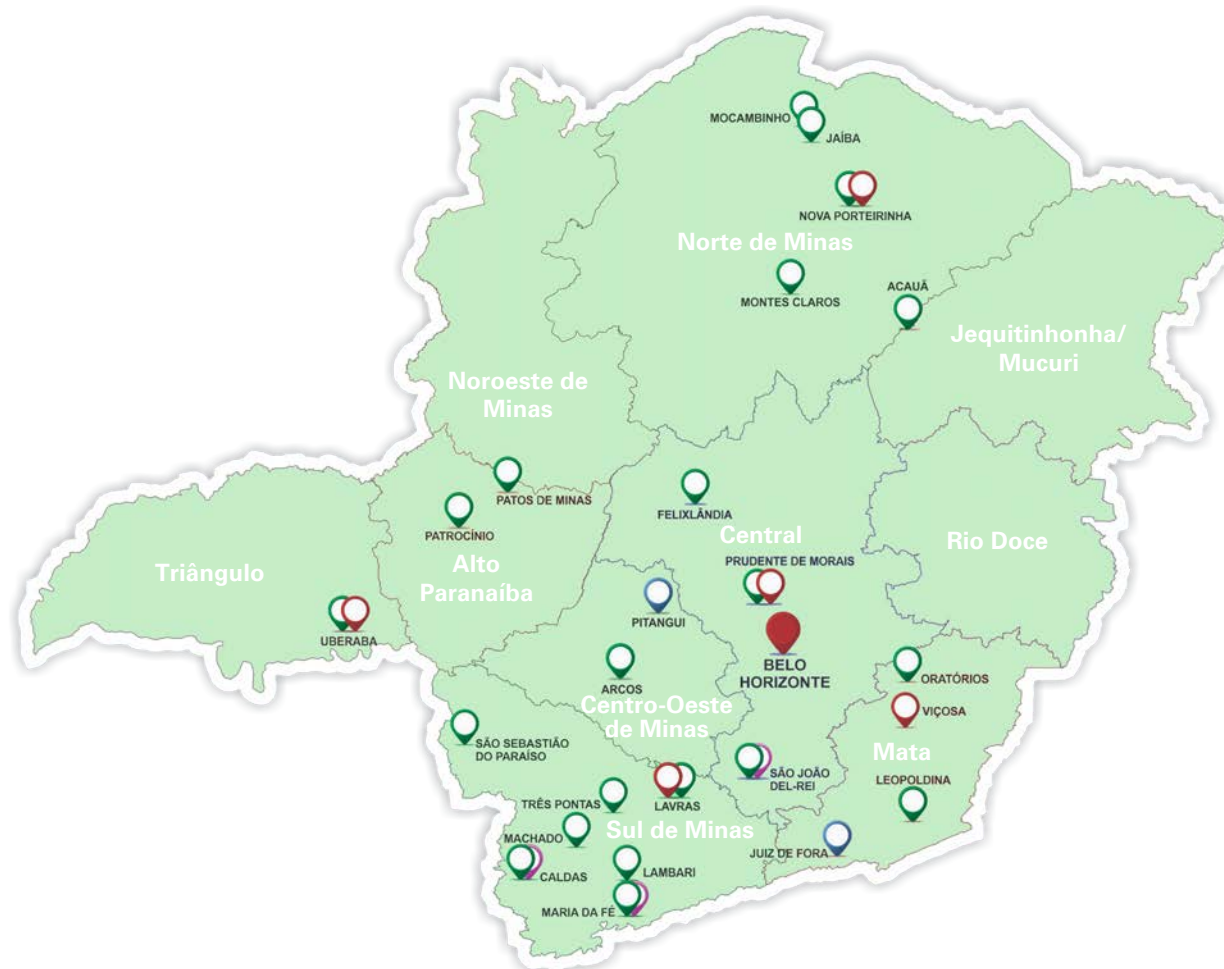 MOCAMBINHO
JAÍBA
NOVA PORTEIRINHA
Norte de Minas
MONTES CLAROS
ACAUÃ
Jequitinhonha/
Mucuri
Noroeste de
Minas
PATOS DE MINAS
PATROCÍNIO
FELIXLÂNDIA
Central
Rio Doce
PRUDENTE DE MORAIS
Triângulo
Alto
Paranaíba
PITANGUI
UBERABA
BELO
HORIZONTE
ARCOS
ORATÓRIOS
Centro-Oeste
de Minas
VIÇOSA
SÃO SEBASTIÃO
DO PARAÍSO
Mata
SÃO JOÃO
DEL-REI
LEOPOLDINA
TRÊS PONTAS
LAVRAS
Sul de Minas
MACHADO
JUIZ DE FORA
CALDAS
LAMBARI
MARIA DA FÉ